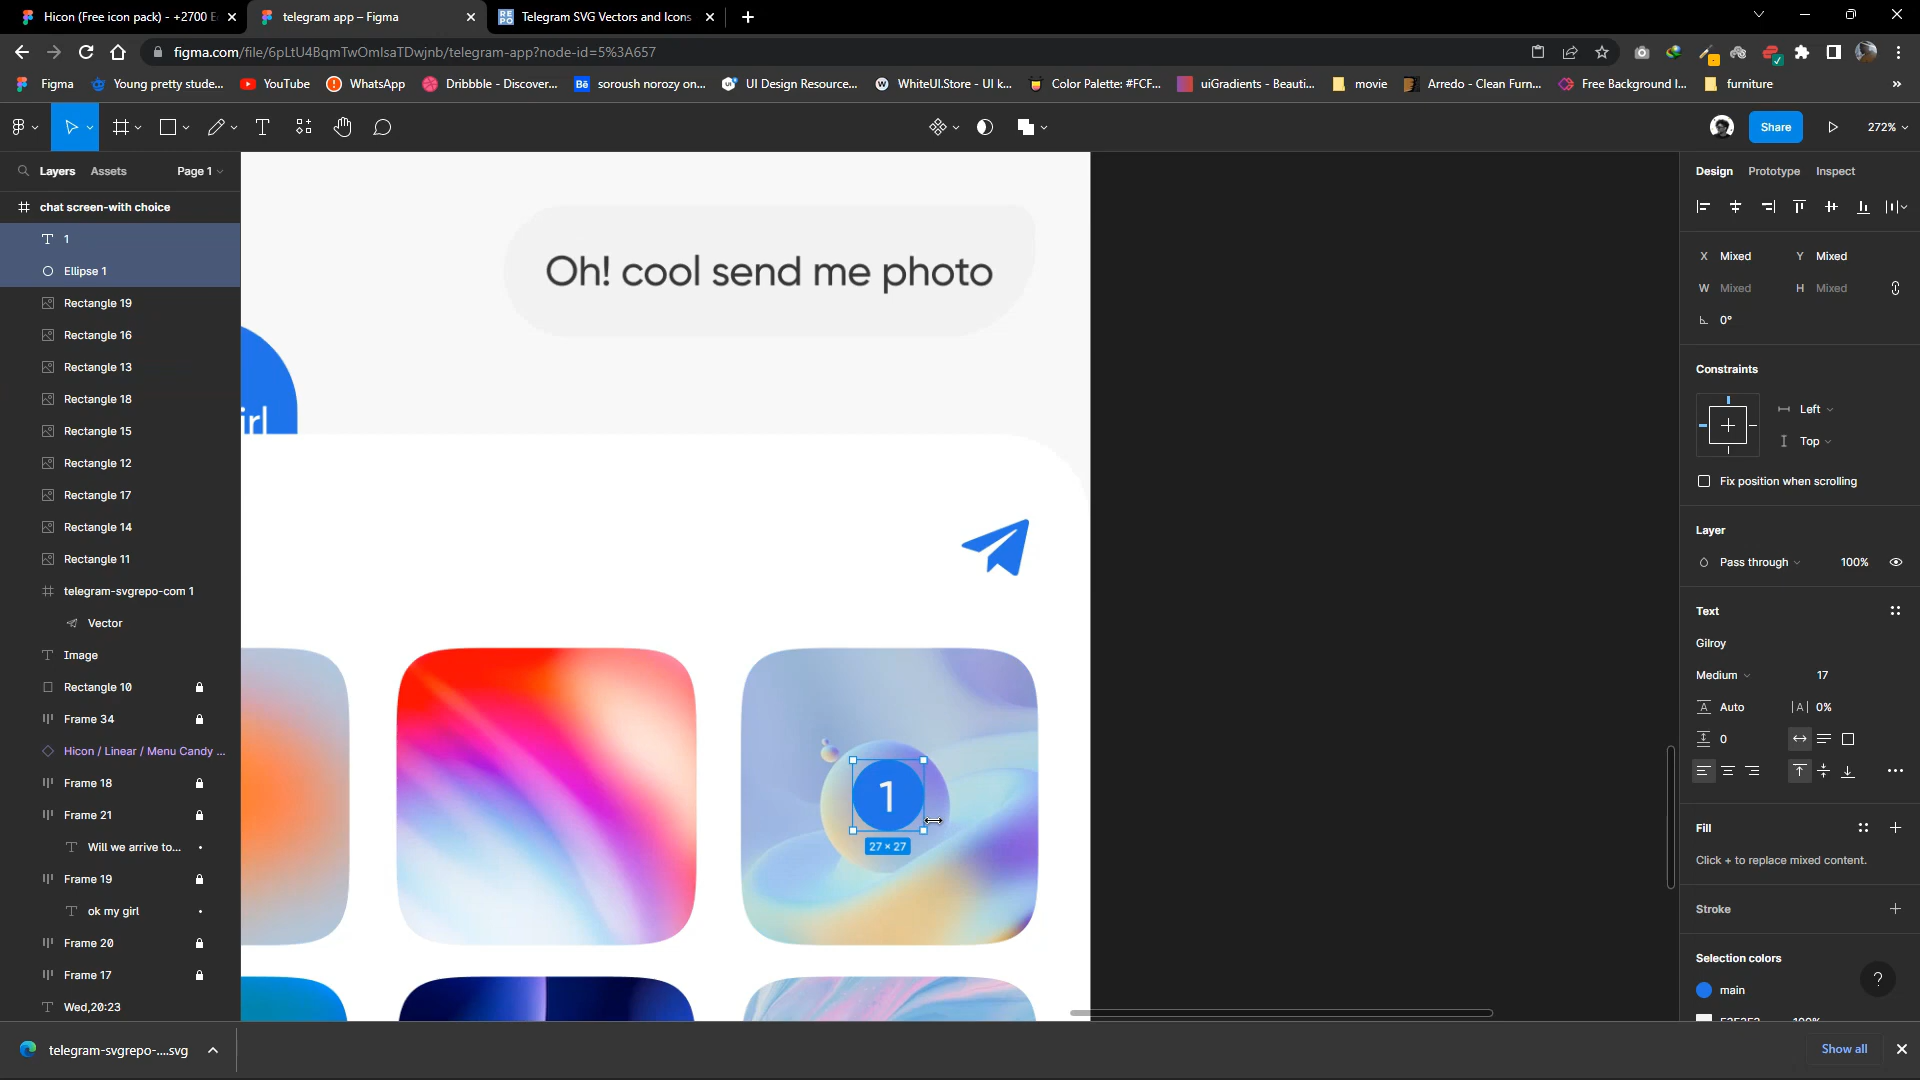 Hicon (Free icon pack) - +2700 E
telegram app – Figma
REPO
Telegram SVG Vectors and Icons
figma.com/file/6pLtU4BqmTwOmlsaTDwjnb/telegram-app?node-id=5%3A657
Figma
Young pretty stude...
YouTube
WhatsApp
Dribbble - Discover...
Bē
soroush norozy on...
UI Design Resource...
WhiteUI.Store - UI k...
Color Palette: #FCF...
uiGradients - Beauti...
movie
Arredo - Clean Furn...
Free Background I...
furniture
»
Share
272%
Layers
Assets
Page 1
chat screen-with choice
1
Ellipse 1
Rectangle 19
Rectangle 16
Rectangle 13
Rectangle 18
Rectangle 15
Rectangle 12
Rectangle 17
Rectangle 14
Rectangle 11
telegram-svgrepo-com 1
Vector
Image
Rectangle 10
Frame 34
Hicon / Linear / Menu Candy ...
Frame 18
Frame 21
Will we arrive to...
Frame 19
ok my girl
Frame 20
Frame 17
Wed,20:23
Oh! cool send me photo
irl
1
27 × 27
Design
Prototype
Inspect
X Mixed
Y Mixed
W Mixed
H Mixed
0°
Constraints
Left
Top
Fix position when scrolling
Layer
Pass through
100%
Text
Gilroy
Medium
17
Auto
0%
0
Fill
Click + to replace mixed content.
Stroke
Selection colors
main
?
telegram-svgrepo-....svg
Show all